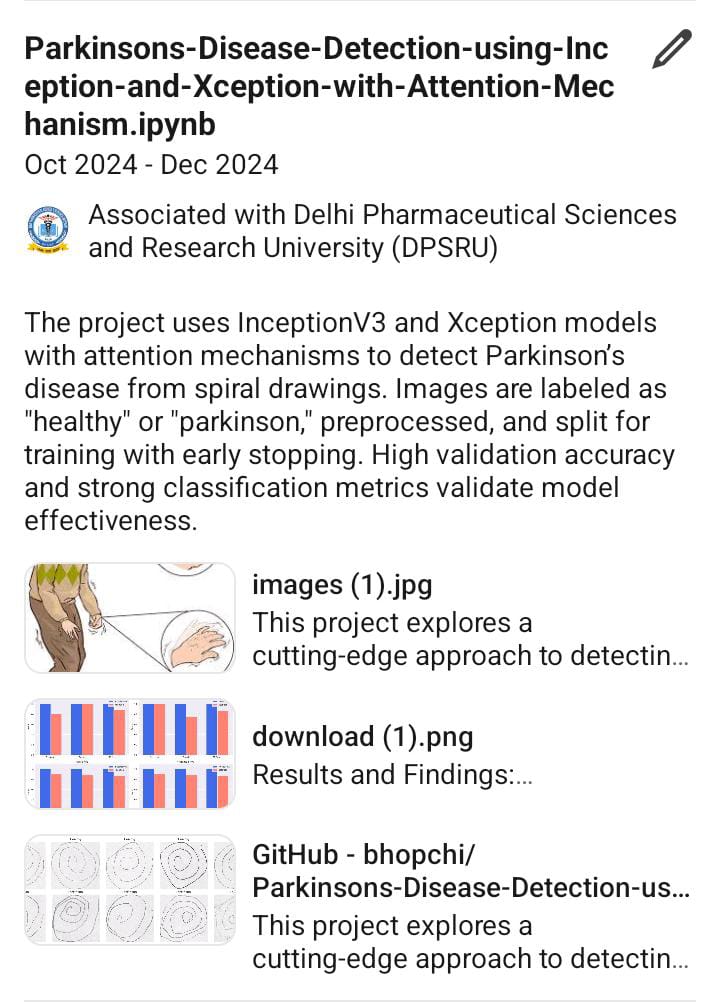 Parkinsons-Disease-Detection-using-Inc
eption-and-Xception-with-Attention-Mec
hanism.ipynb
Oct 2024 - Dec 2024
Associated with Delhi Pharmaceutical Sciences
and Research University (DPSRU)
The project uses InceptionV3 and Xception models
with attention mechanisms to detect Parkinson’s
disease from spiral drawings. Images are labeled as
"healthy" or "parkinson," preprocessed, and split for
training with early stopping. High validation accuracy
and strong classification metrics validate model
effectiveness.
images (1).jpg
This project explores a
cutting-edge approach to detectin...
download (1).png
Results and Findings:...
GitHub - bhopchi/
Parkinsons-Disease-Detection-us...
This project explores a
cutting-edge approach to detectin...